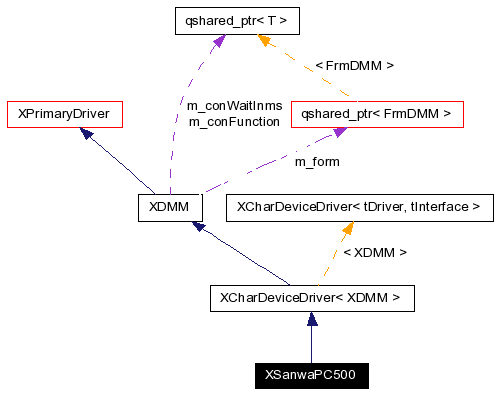 qshared_ptr< T >
< FrmDMM >
m_conWaitInms
m_conFunction
XPrimaryDriver
qshared_ptr< FrmDMM >
m_form
XDMM
XCharDeviceDriver< tDriver, tInterface >
< XDMM >
XCharDeviceDriver< XDMM >
XSanwaPC500